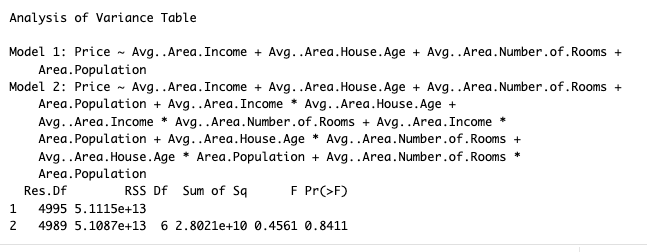 Analysis of Variance Table
Model 1: Price ~ Avg..Area.Income + Avg..Area.House.Age + Avg..Area.Number.of.Rooms +
Area.Population
Model 2: Price ~ Avg..Area.Income + Avg..Area.House.Age + Avg..Area.Number.of.Rooms +
Area.Population + Avg..Area.Income * Avg..Area.House.Age +
Avg..Area.Income * Avg..Area.Number.of.Rooms + Avg..Area.Income *
Area.Population + Avg..Area.House.Age * Avg..Area.Number.of.Rooms +
Avg..Area.House.Age * Area.Population + Avg..Area.Number.of.Rooms *
Area.Population
Res.Df RSS Df Sum of Sq F Pr(>F)
1 4995 5.1115e+13
2 4989 5.1087e+13 6 2.8021e+10 0.4561 0.8411